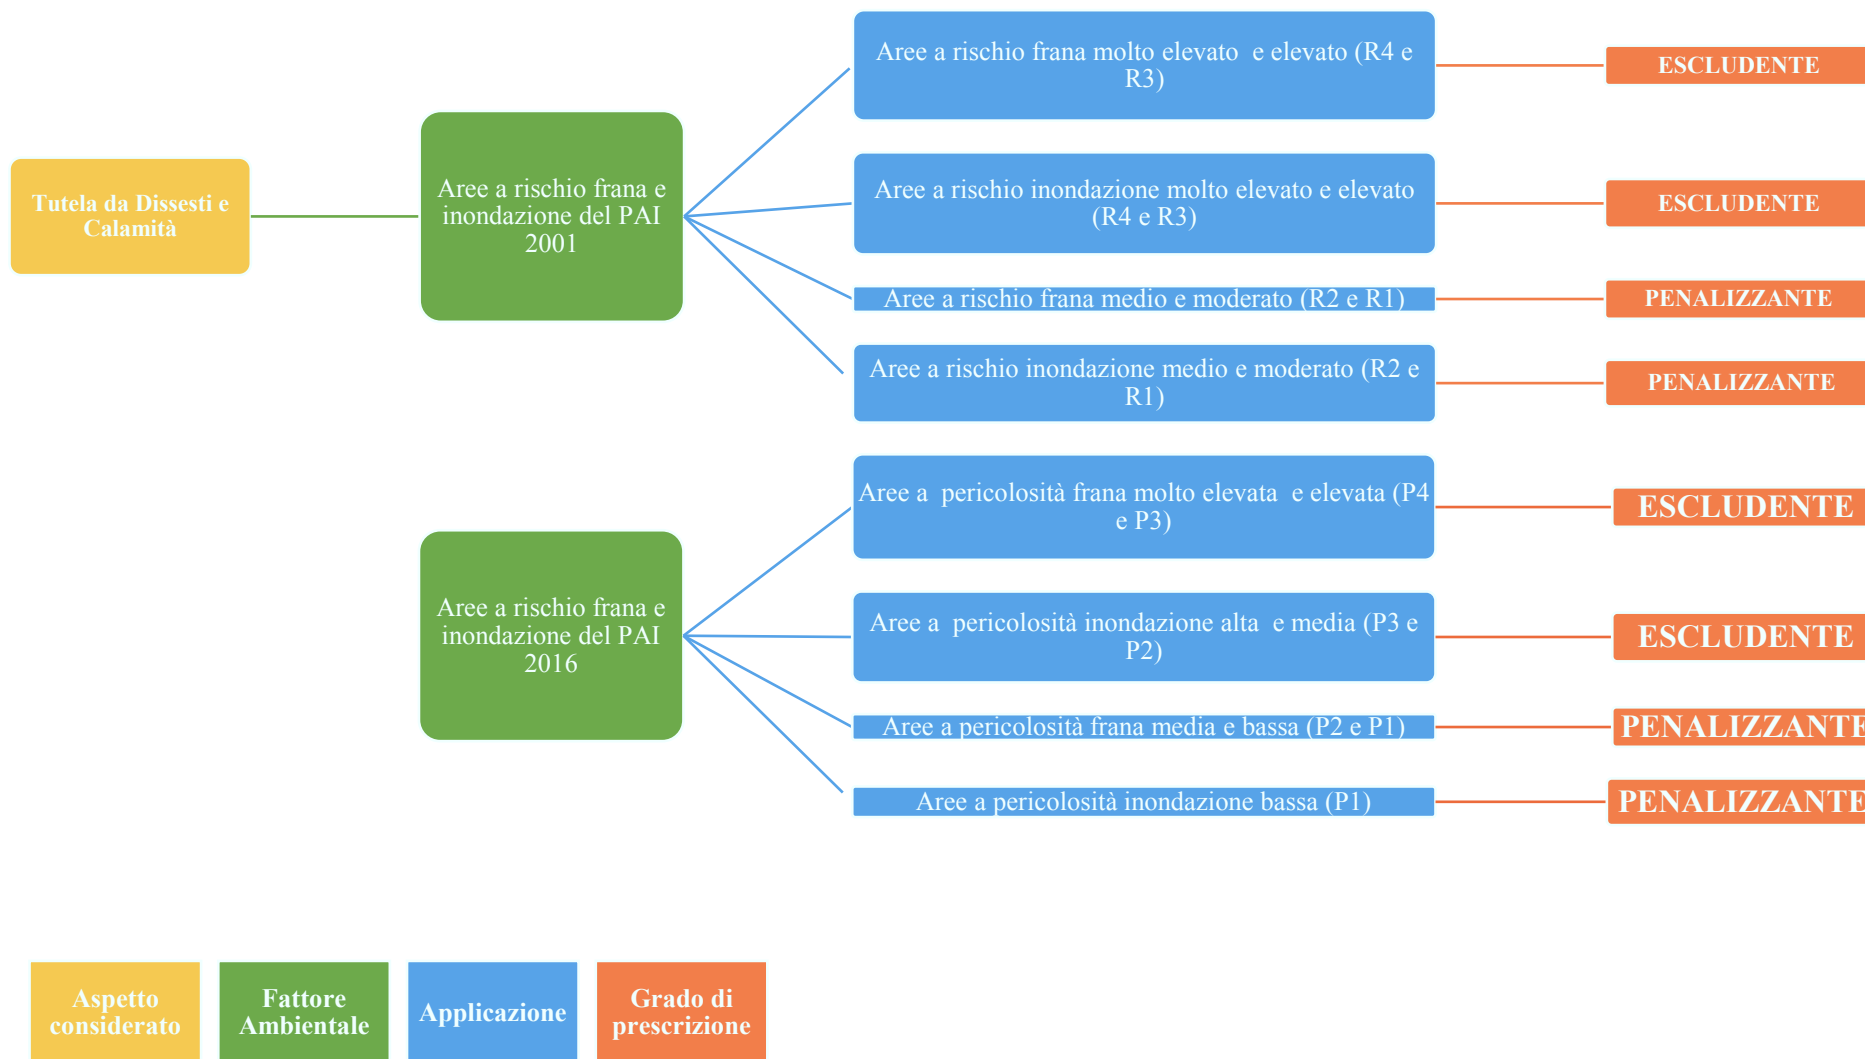 Tutela da Dissesti e
Calamità
Aree a rischio frana e
inondazione del PAI
2001
Aree a rischio frana molto elevato e elevato (R4 e
R3)
ESCLUDENTE
Aree a rischio inondazione molto elevato e elevato
(R4 e R3)
ESCLUDENTE
Aree a rischio frana medio e moderato (R2 e R1)
PENALIZZANTE
Aree a rischio inondazione medio e moderato (R2 e
R1)
PENALIZZANTE
Aree a rischio frana e
inondazione del PAI
2016
Aree a pericolosità frana molto elevata e elevata (P4
e P3)
ESCLUDENTE
Aree a pericolosità inondazione alta e media (P3 e
P2)
ESCLUDENTE
Aree a pericolosità frana media e bassa (P2 e P1)
PENALIZZANTE
Aree a pericolosità inondazione bassa (P1)
PENALIZZANTE
Aspetto
considerato
Fattore
Ambientale
Applicazione
Grado di
prescrizione